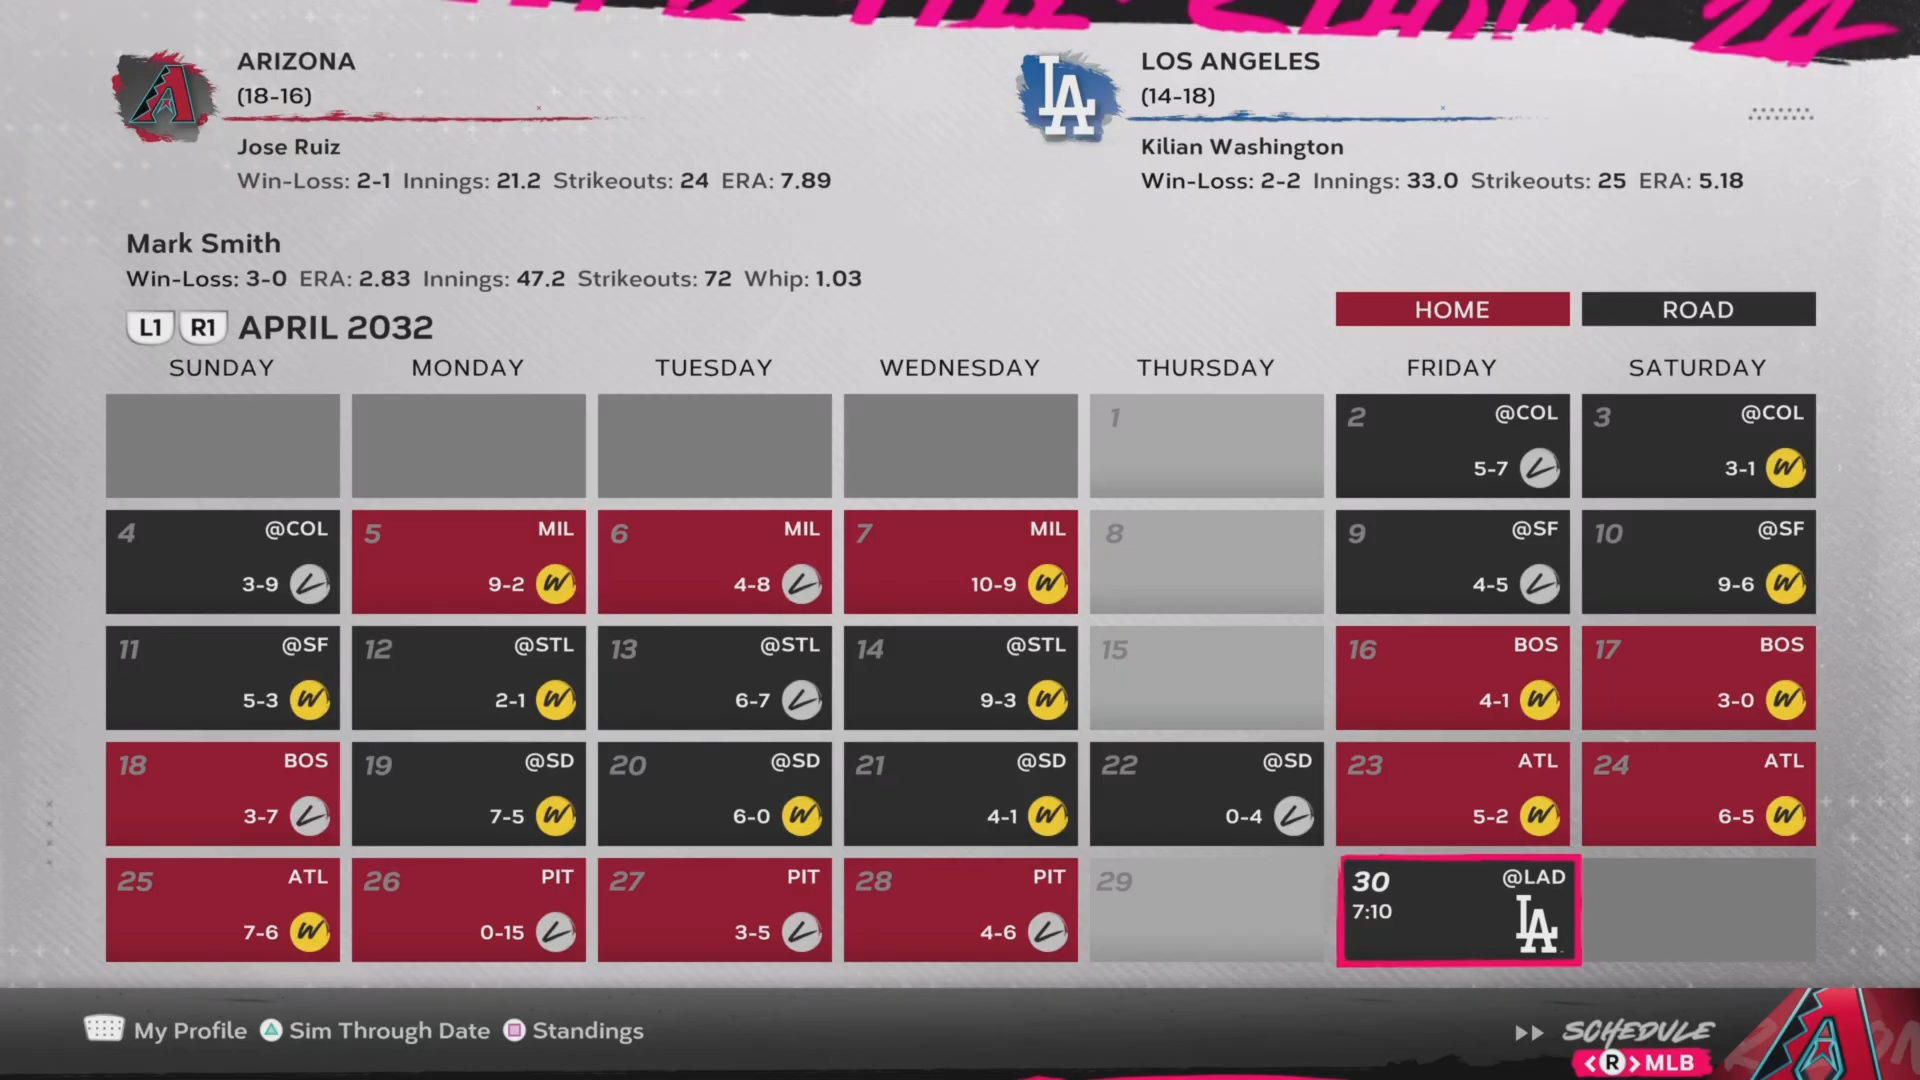 ARIZONA
(18-16)
Jose Ruiz
Win-Loss: 2-1 Innings: 21.2 Strikeouts: 24 ERA: 7.89
LA
LOS ANGELES
(14-18)
Kilian Washington
Win-Loss: 2-2 Innings: 33.0 Strikeouts: 25 ERA: 5.18
Mark Smith
Win-Loss: 3-0 ERA: 2.83 Innings: 47.2 Strikeouts: 72 Whip: 1.03
L1 R1 APRIL 2032
HOME ROAD
SUNDAY MONDAY TUESDAY WEDNESDAY THURSDAY FRIDAY SATURDAY
1
2 @COL
5-7 L
3 @COL
3-1 W
4 @COL
3-9 L
5 MIL
9-2 W
6 MIL
4-8 L
7 MIL
10-9 W
8
9 @SF
4-5 L
10 @SF
9-6 W
11 @SF
5-3 W
12 @STL
2-1 W
13 @STL
6-7 L
14 @STL
9-3 W
15
16 BOS
4-1 W
17 BOS
3-0 W
18 BOS
3-7 L
19 @SD
7-5 W
20 @SD
6-0 W
21 @SD
4-1 W
22 @SD
0-4 L
23 ATL
5-2 W
24 ATL
6-5 W
25 ATL
7-6 W
26 PIT
0-15 L
27 PIT
3-5 L
28 PIT
4-6 L
29
30 @LAD
7:10
LA
My Profile Sim Through Date Standings
SCHEDULE
R MLB